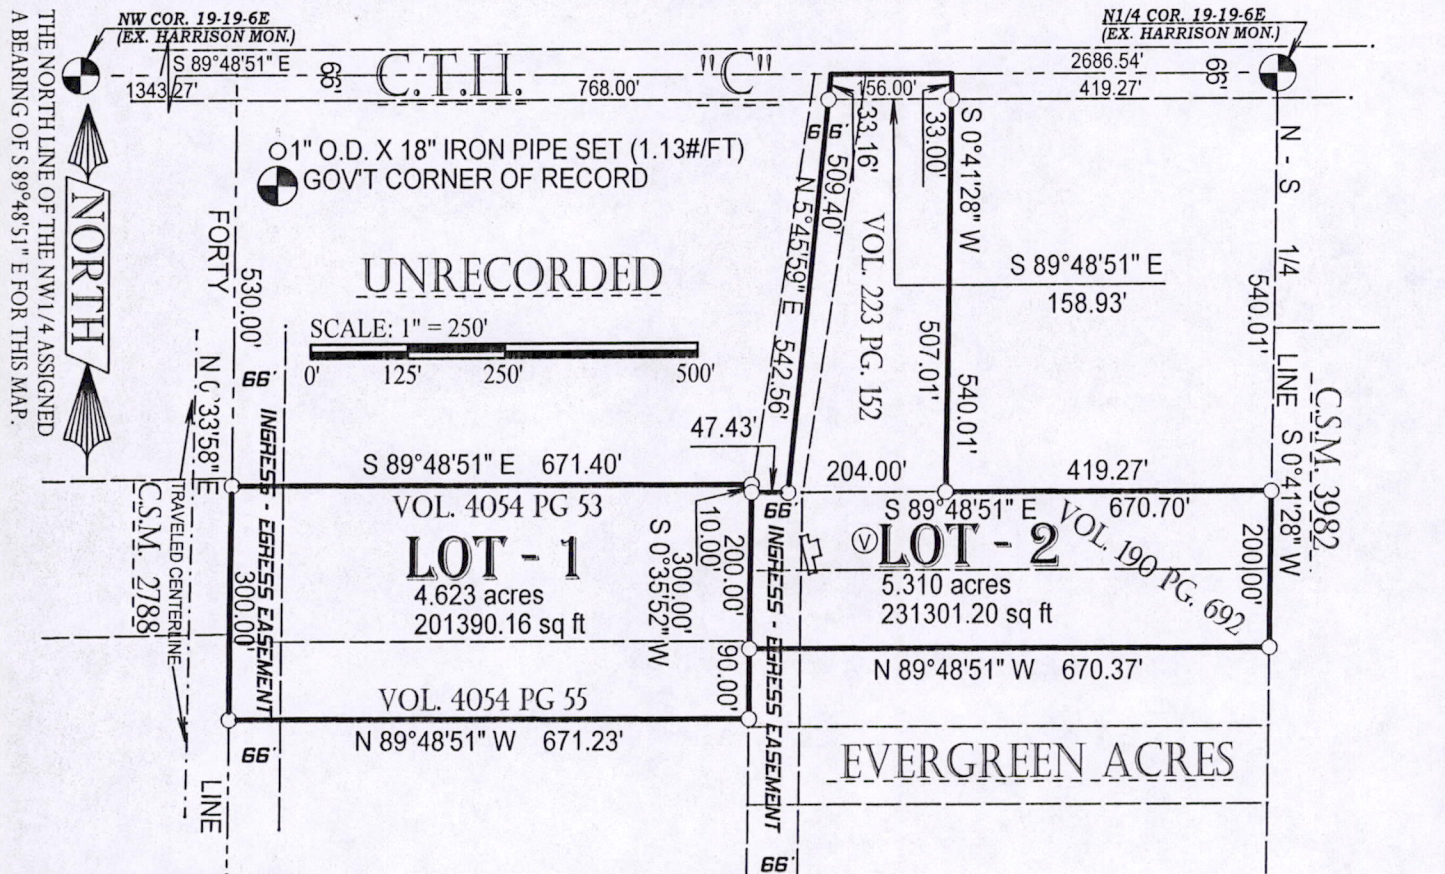 NW COR. 19-19-6E
(EX. HARRISON MON.)
N1/4 COR. 19-19-6E
(EX. HARRISON MON.)
S 89°48'51" E
1343.27'
66'
C.T.H. "C"
768.00'
156.00'
2686.54'
419.27'
66'
THE NORTH LINE OF THE NW1/4 ASSIGNED
A BEARING OF S 89°48'51" E FOR THIS MAP.
NORTH
1" O.D. X 18" IRON PIPE SET (1.13#/FT)
GOV'T CORNER OF RECORD
66'
33.16'
33.00'
S 0°41'28" W
509.40'
N 5°45'59" E 542.56'
VOL. 223 PG. 152
507.01'
540.01'
S 89°48'51" E
158.93'
N - S 1/4 LINE S 0°41'28" W
540.01'
C.S.M. 3982
FORTY
530.00'
UNRECORDED
SCALE: 1" = 250'
0' 125' 250' 500'
66'
N 0°33'58" E
47.43'
S 89°48'51" E 671.40'
VOL. 4054 PG 53
204.00'
419.27'
S 89°48'51" E
670.70'
66'
C.S.M. 2788
TRAVELED CENTERLINE
300.00'
INGRESS - EGRESS EASEMENT
LOT - 1
4.623 acres
201390.16 sq ft
S 0°35'52" W
300.00'
10.00'
200.00'
90.00'
INGRESS - EGRESS EASEMENT
V
LOT - 2
5.310 acres
231301.20 sq ft
VOL. 190 PG. 692
200.00'
N 89°48'51" W 670.37'
VOL. 4054 PG 55
N 89°48'51" W 671.23'
66'
LINE
EVERGREEN ACRES
66'